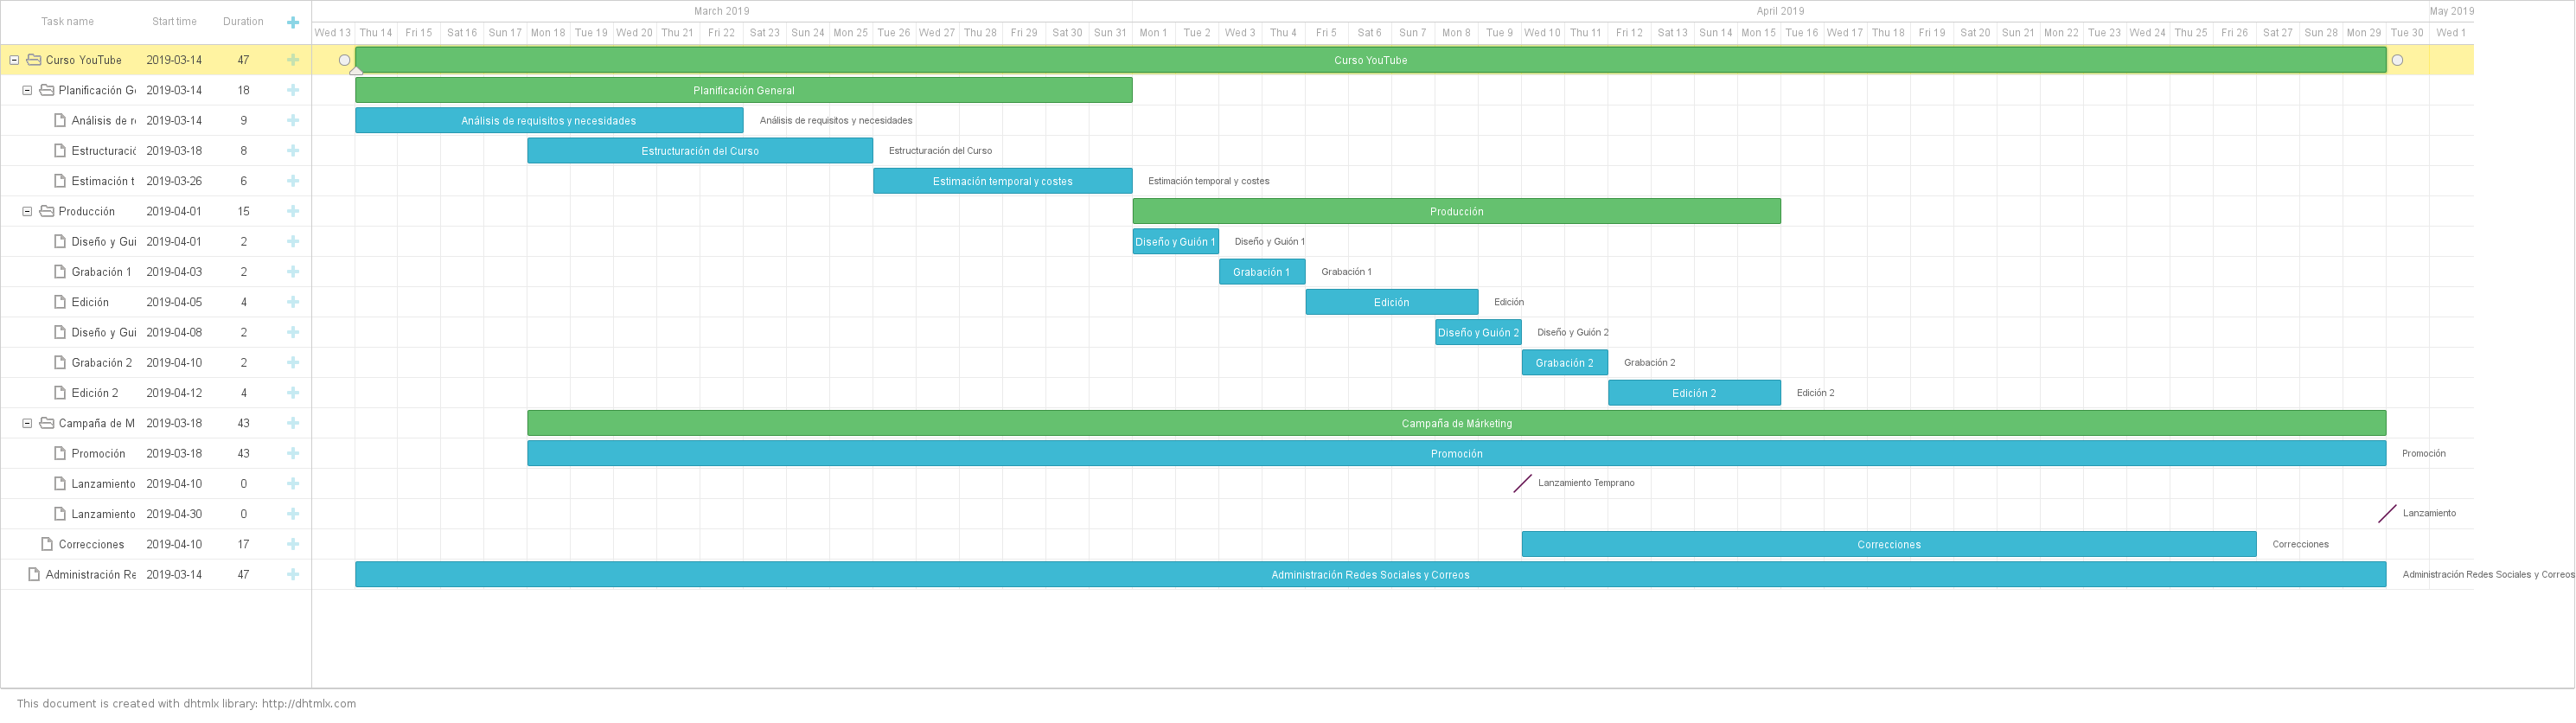 Task name Start time Duration March 2019 April 2019 May 2019
Wed 13 Thu 14 Fri 15 Sat 16 Sun 17 Mon 18 Tue 19 Wed 20 Thu 21 Fri 22 Sat 23 Sun 24 Mon 25 Tue 26 Wed 27 Thu 28 Fri 29 Sat 30 Sun 31 Mon 1 Tue 2 Wed 3 Thu 4 Fri 5 Sat 6 Sun 7 Mon 8 Tue 9 Wed 10 Thu 11 Fri 12 Sat 13 Sun 14 Mon 15 Tue 16 Wed 17 Thu 18 Fri 19 Sat 20 Sun 21 Mon 22 Tue 23 Wed 24 Thu 25 Fri 26 Sat 27 Sun 28 Mon 29 Tue 30 Wed 1
Curso YouTube 2019-03-14 47 Curso YouTube
Planificación G 2019-03-14 18 Planificación General
Análisis de r 2019-03-14 9 Análisis de requisitos y necesidades Análisis de requisitos y necesidades
Estructuraci 2019-03-18 8 Estructuración del Curso Estructuración del Curso
Estimación t 2019-03-26 6 Estimación temporal y costes Estimación temporal y costes
Producción 2019-04-01 15 Producción
Diseño y Gui 2019-04-01 2 Diseño y Guión 1 Diseño y Guión 1
Grabación 1 2019-04-03 2 Grabación 1 Grabación 1
Edición 2019-04-05 4 Edición Edición
Diseño y Gui 2019-04-08 2 Diseño y Guión 2 Diseño y Guión 2
Grabación 2 2019-04-10 2 Grabación 2 Grabación 2
Edición 2 2019-04-12 4 Edición 2 Edición 2
Campaña de M 2019-03-18 43 Campaña de Márketing
Promoción 2019-03-18 43 Promoción Promoción
Lanzamiento 2019-04-10 0 Lanzamiento Temprano
Lanzamiento 2019-04-30 0 Lanzamiento
Correcciones 2019-04-10 17 Correcciones Correcciones
Administración Re 2019-03-14 47 Administración Redes Sociales y Correos Administración Redes Sociales y Correos
This document is created with dhtmlx library: http://dhtmlx.com